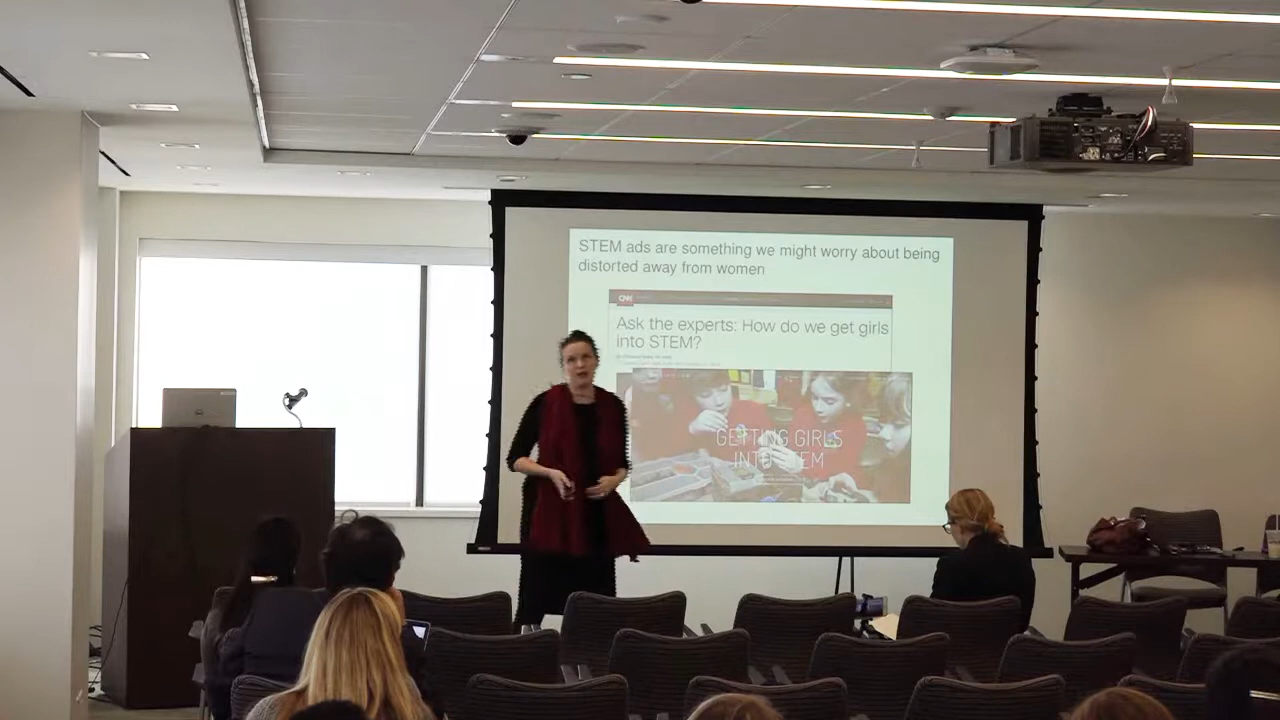 STEM ads are something we might worry about being
distorted away from women
CNN
Ask the experts: How do we get girls
into STEM?
GETTING GIRLS
INTO STEM